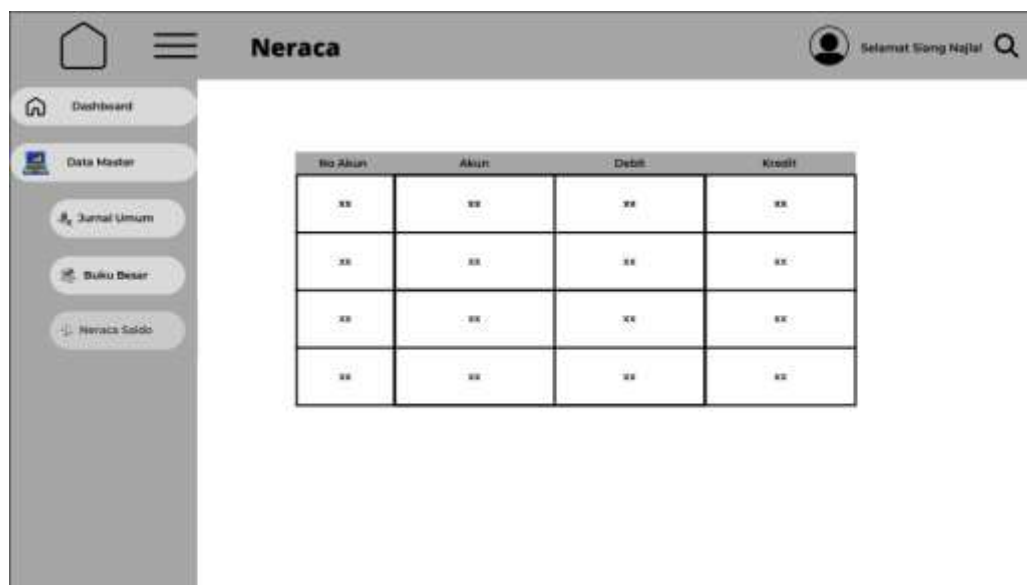 Neraca
Selamat Siang Najla!
Dashboard
Data Master
Jurnal Umum
Buku Besar
Neraca Saldo
No Akun Akun Debit Kredit
xx xx xx xx
xx xx xx xx
xx xx xx xx
xx xx xx xx